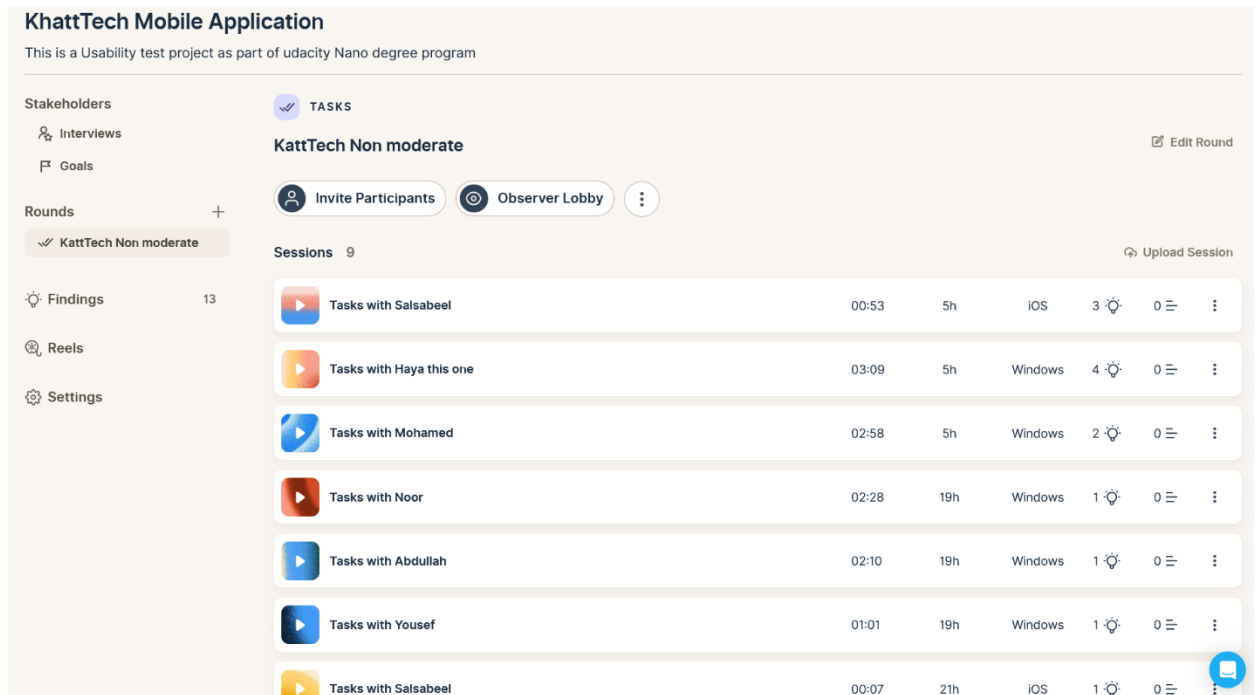 KhattTech Mobile Application
This is a Usability test project as part of udacity Nano degree program
Stakeholders
Interviews
Goals
Rounds
KattTech Non moderate
Findings 13
Reels
Settings
TASKS
KattTech Non moderate
Edit Round
Invite Participants Observer Lobby
Sessions 9
Upload Session
Tasks with Salsabeel 00:53 5h iOS 3 0
Tasks with Haya this one 03:09 5h Windows 4 0
Tasks with Mohamed 02:58 5h Windows 2 0
Tasks with Noor 02:28 19h Windows 1 0
Tasks with Abdullah 02:10 19h Windows 1 0
Tasks with Yousef 01:01 19h Windows 1 0
Tasks with Salsabeel 00:07 21h iOS 1 0